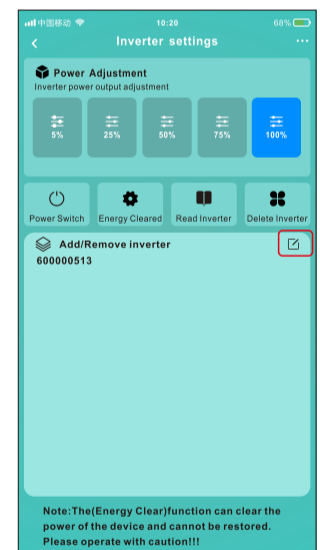 中国移动 10:20 68%
Inverter settings
Power Adjustment
Inverter power output adjustment
5% 25% 50% 75% 100%
Power Switch Energy Cleared Read Inverter Delete Inverter
Add/Remove inverter
600000513
Note:The(Energy Clear)function can clear the
power of the device and cannot be restored.
Please operate with caution!!!